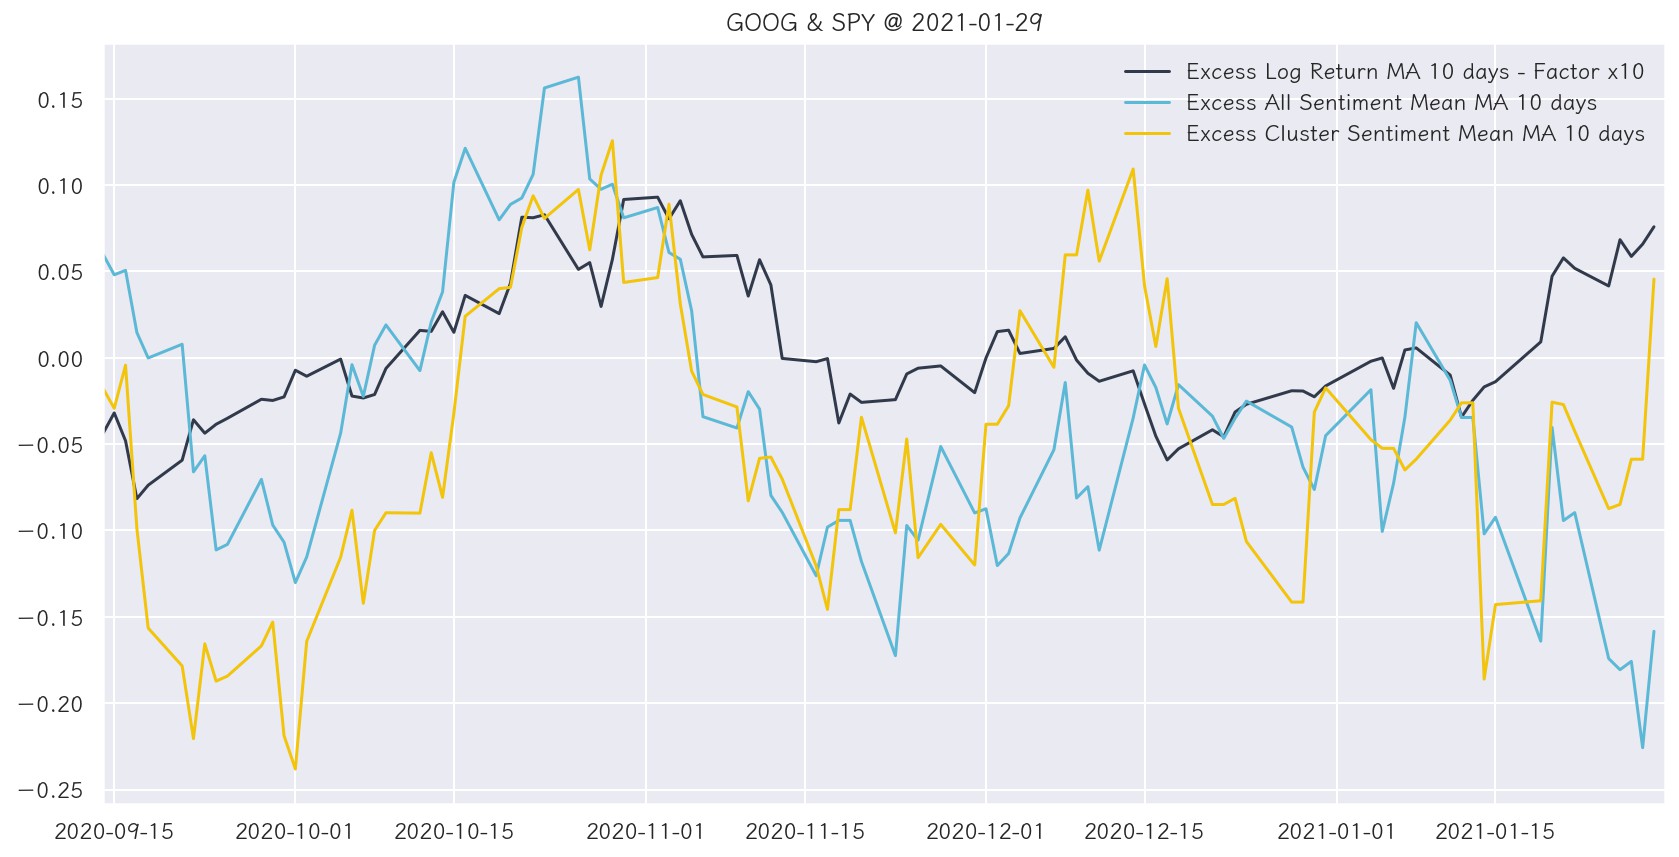 GOOG & SPY @ 2021-01-29
Excess Log Return MA 10 days - Factor x10
Excess All Sentiment Mean MA 10 days
Excess Cluster Sentiment Mean MA 10 days
0.15
0.10
0.05
0.00
−0.05
−0.10
−0.15
−0.20
−0.25
2020-09-15 2020-10-01 2020-10-15 2020-11-01 2020-11-15 2020-12-01 2020-12-15 2021-01-01 2021-01-15